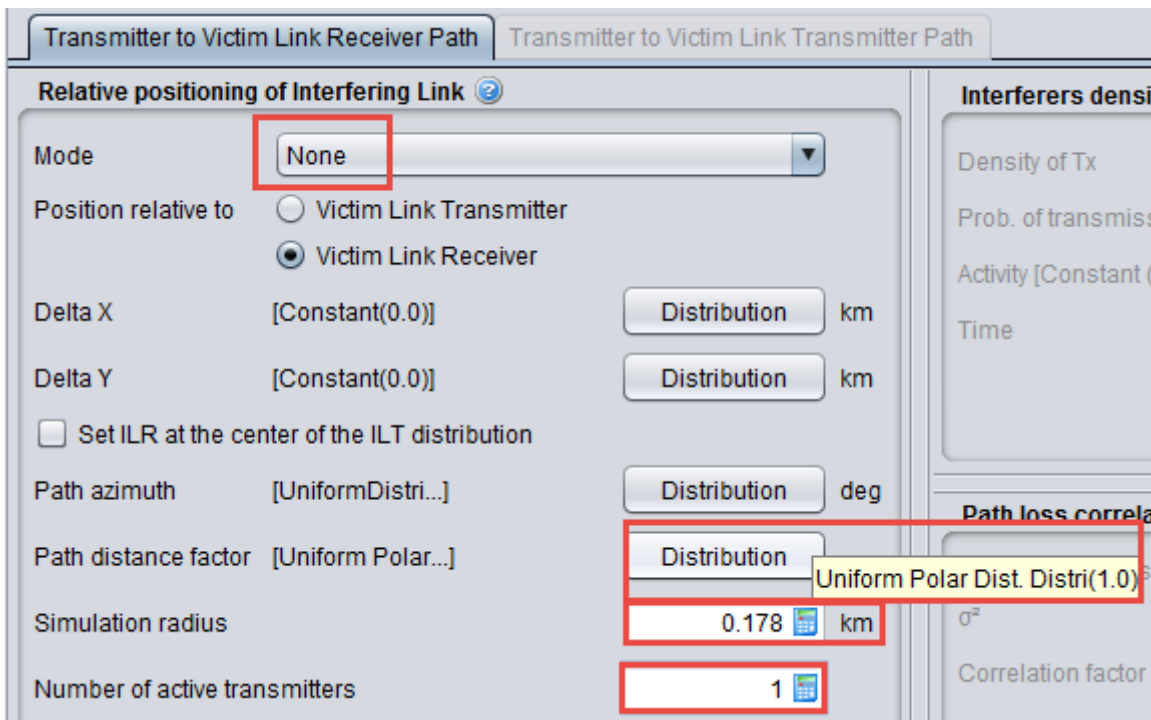 Transmitter to Victim Link Receiver Path
Transmitter to Victim Link Transmitter Path
Relative positioning of Interfering Link
Mode
None
Position relative to
Victim Link Transmitter
Victim Link Receiver
Delta X
[Constant(0.0)]
Distribution
km
Delta Y
[Constant(0.0)]
Distribution
km
Set ILR at the center of the ILT distribution
Path azimuth
[UniformDistri...]
Distribution
deg
Path distance factor
[Uniform Polar...]
Distribution
Uniform Polar Dist. Distri(1.0)
Simulation radius
0.178
km
Number of active transmitters
1
Interferers densi
Density of Tx
Prob. of transmiss
Activity [Constant (
Time
Path loss correla
σ²
Correlation factor